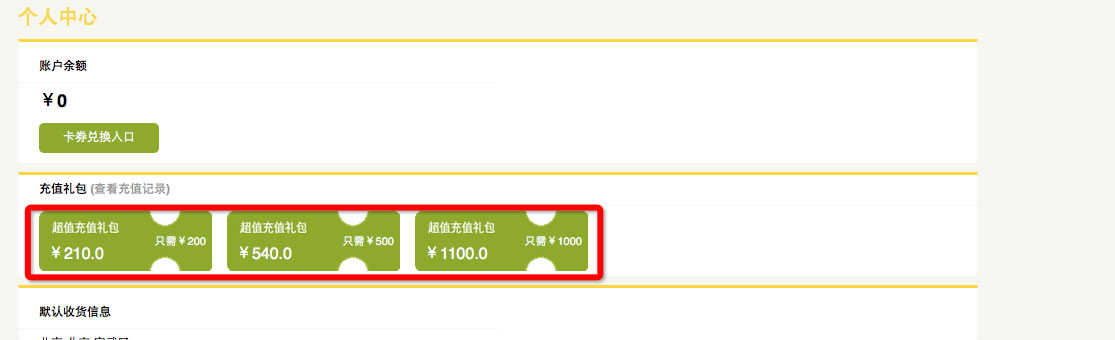 个人中心
账户余额
￥0
卡券兑换入口
充值礼包 (查看充值记录)
超值充值礼包
￥210.0
只需￥200
超值充值礼包
￥540.0
只需￥500
超值充值礼包
￥1100.0
只需￥1000
默认收货信息